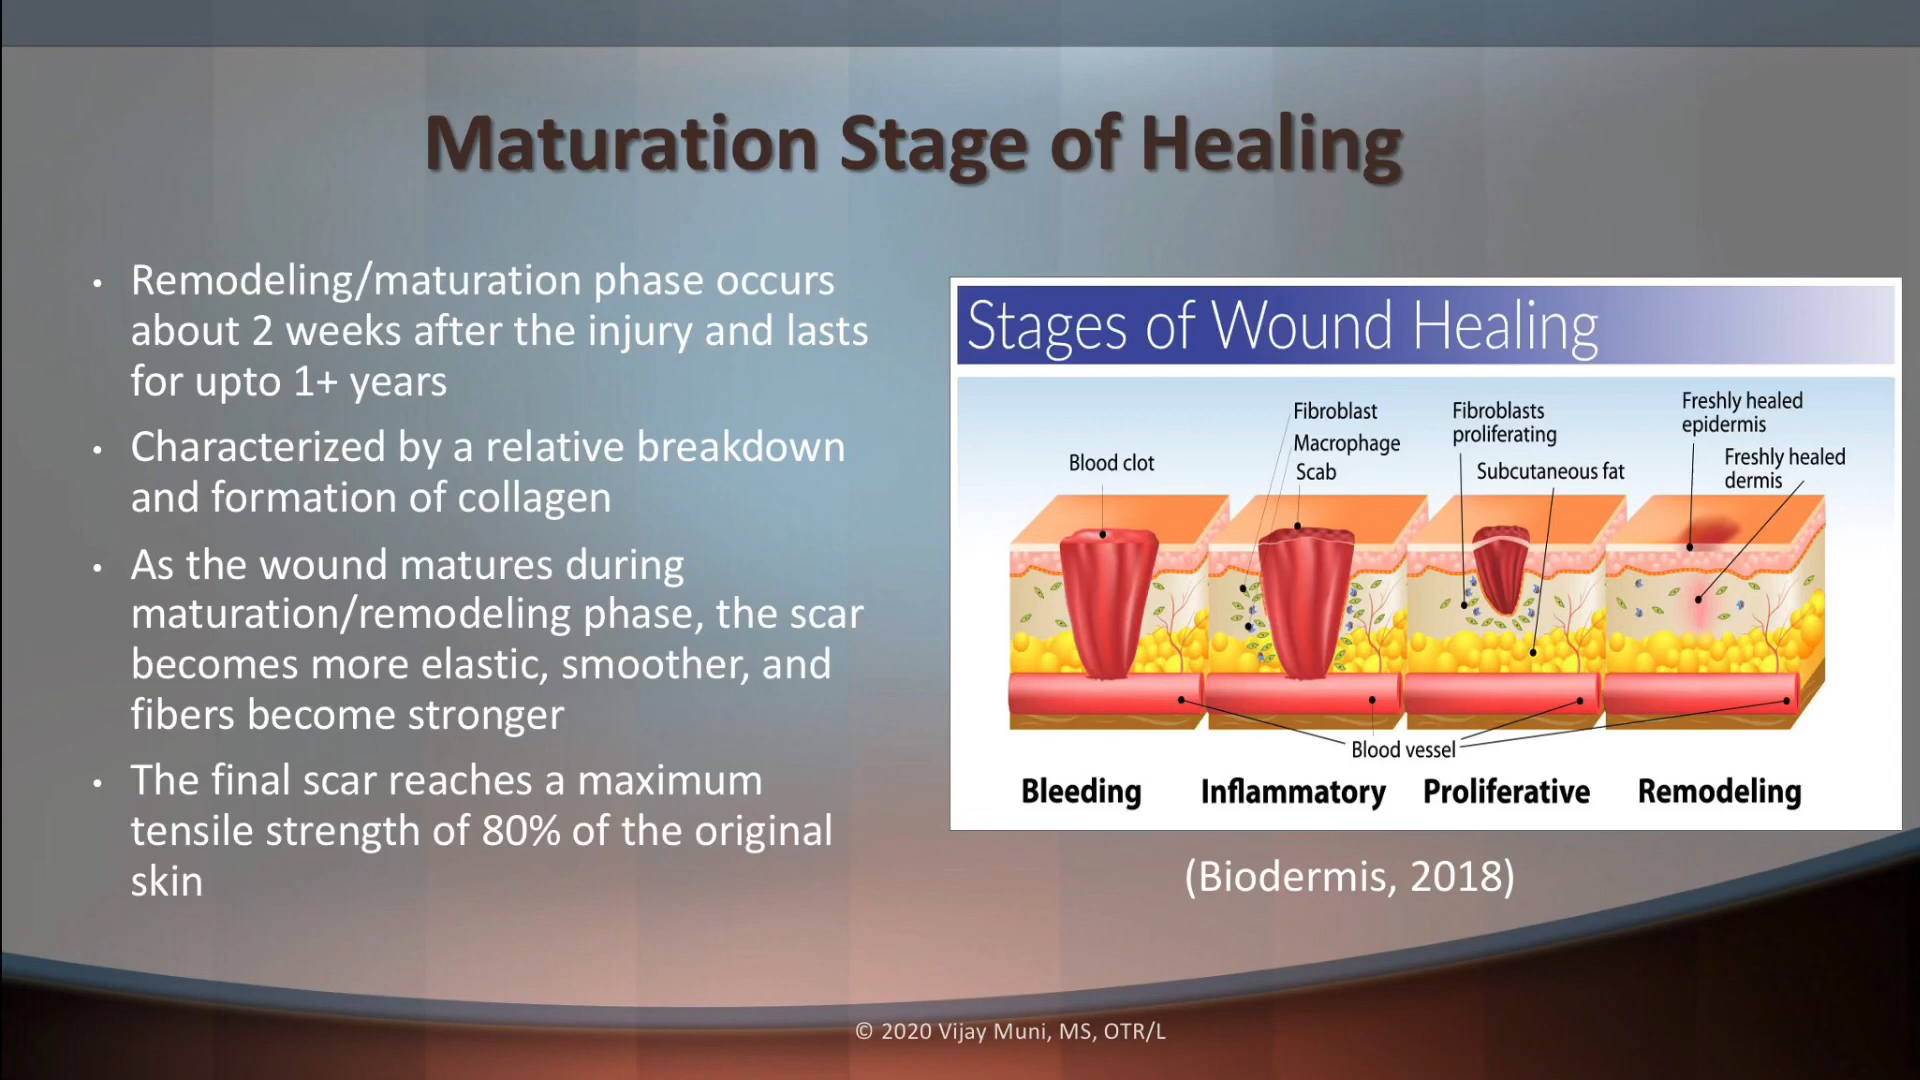 Maturation Stage of Healing
• Remodeling/maturation phase occurs
about 2 weeks after the injury and lasts
for upto 1+ years
• Characterized by a relative breakdown
and formation of collagen
• As the wound matures during
maturation/remodeling phase, the scar
becomes more elastic, smoother, and
fibers become stronger
• The final scar reaches a maximum
tensile strength of 80% of the original
skin
Stages of Wound Healing
Blood clot
Fibroblast
Macrophage
Scab
Fibroblasts
proliferating
Subcutaneous fat
Freshly healed
epidermis
Freshly healed
dermis
Blood vessel
Bleeding
Inflammatory
Proliferative
Remodeling
(Biodermis, 2018)
© 2020 Vijay Muni, MS, OTR/L